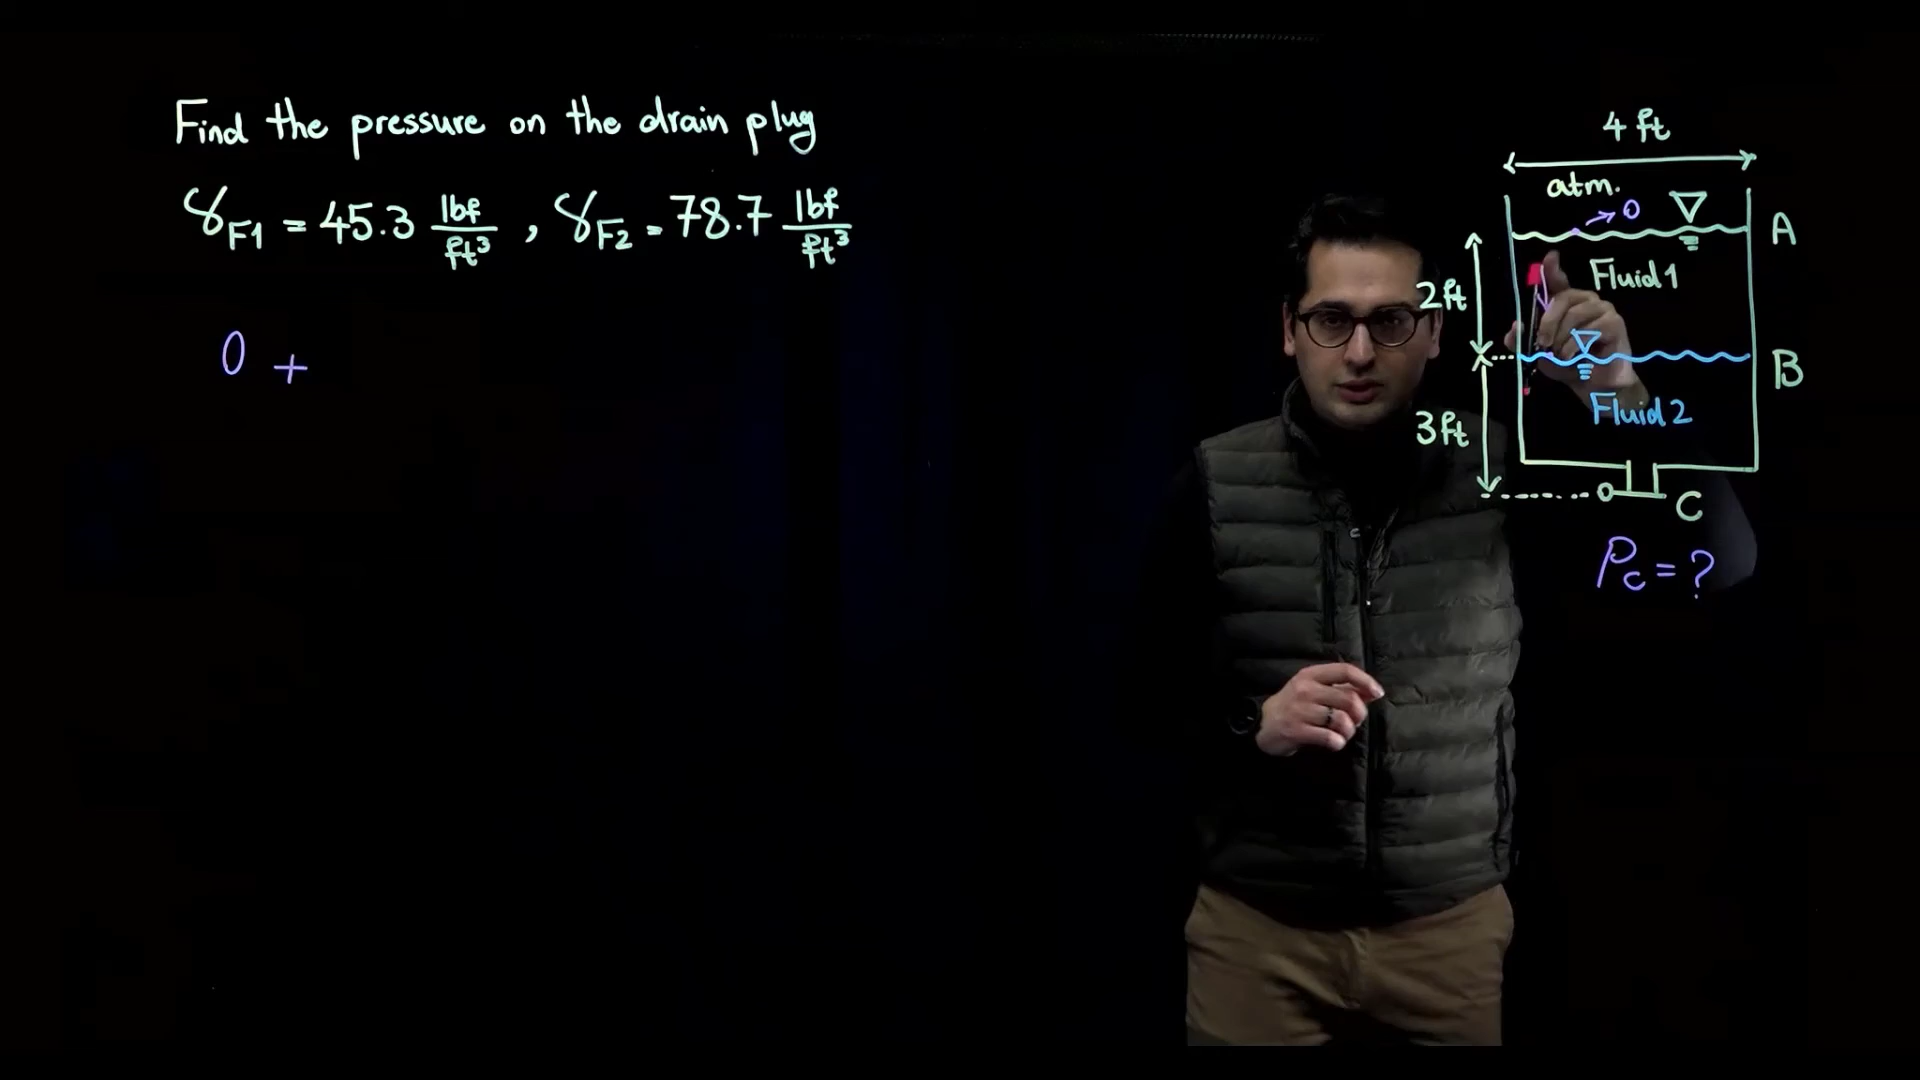 Find the pressure on the drain plug
γF1 = 45.3 lbf/ft³ , γF2 = 78.7 lbf/ft³
0 +
4 ft
atm.
0
A
Fluid 1
2ft
B
Fluid 2
3ft
C
Pc = ?